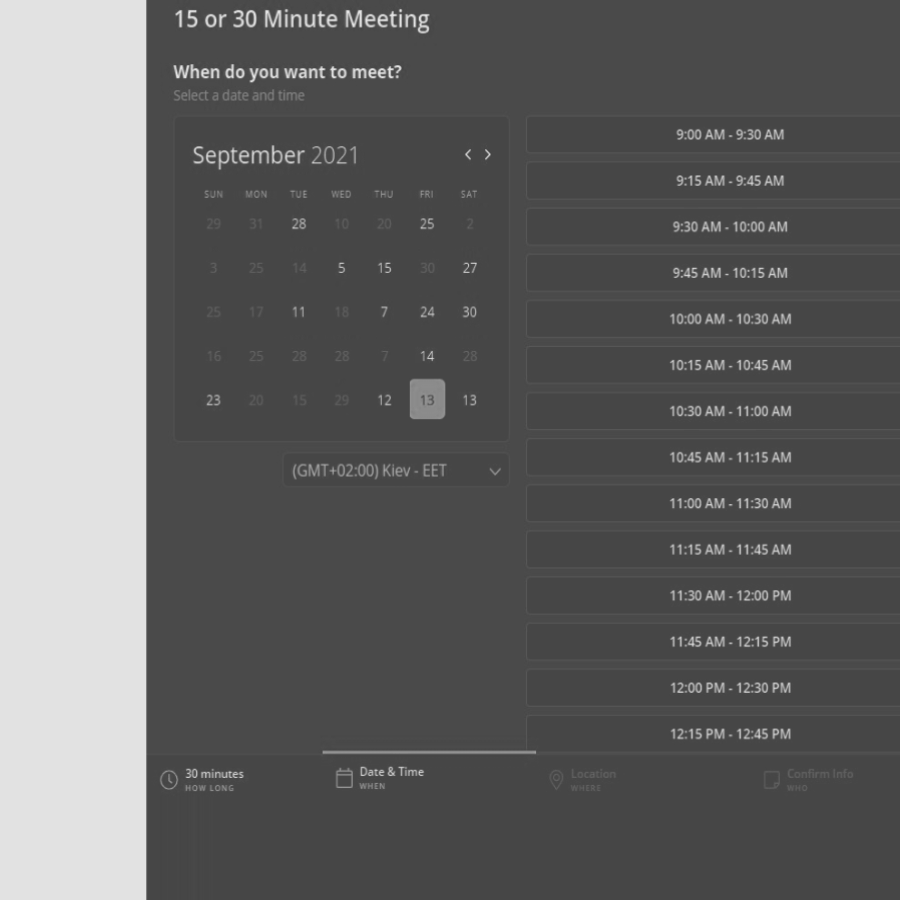 15 or 30 Minute Meeting
When do you want to meet?
Select a date and time
September 2021
SUN MON TUE WED THU FRI SAT
29 31 28 10 20 25 2
3 25 14 5 15 30 27
25 17 11 18 7 24 30
16 25 28 28 7 14 28
23 20 15 29 12 13 13
(GMT+02:00) Kiev - EET
9:00 AM - 9:30 AM
9:15 AM - 9:45 AM
9:30 AM - 10:00 AM
9:45 AM - 10:15 AM
10:00 AM - 10:30 AM
10:15 AM - 10:45 AM
10:30 AM - 11:00 AM
10:45 AM - 11:15 AM
11:00 AM - 11:30 AM
11:15 AM - 11:45 AM
11:30 AM - 12:00 PM
11:45 AM - 12:15 PM
12:00 PM - 12:30 PM
12:15 PM - 12:45 PM
30 minutes
HOW LONG
Date & Time
WHEN
Location
WHERE
Confirm Info
WHO